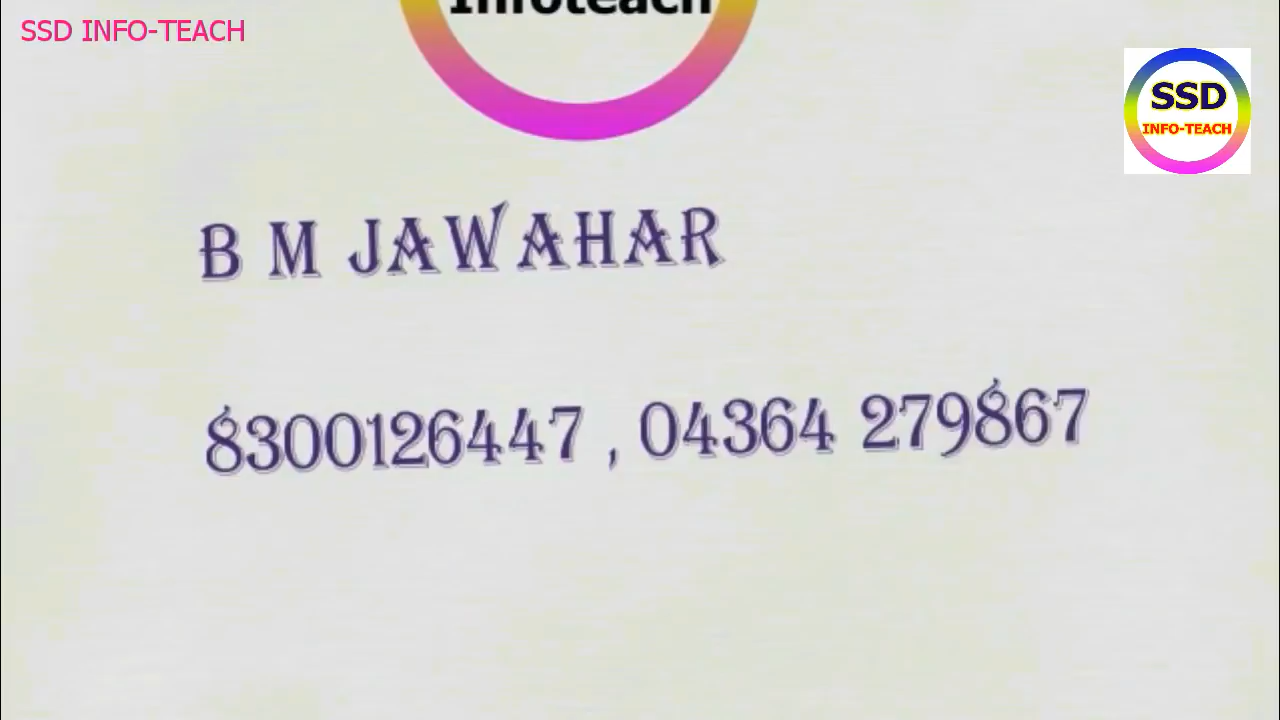 Infoteach
SSD INFO-TEACH
SSD
INFO-TEACH
B M JAWAHAR
8300126447 , 04364 279867